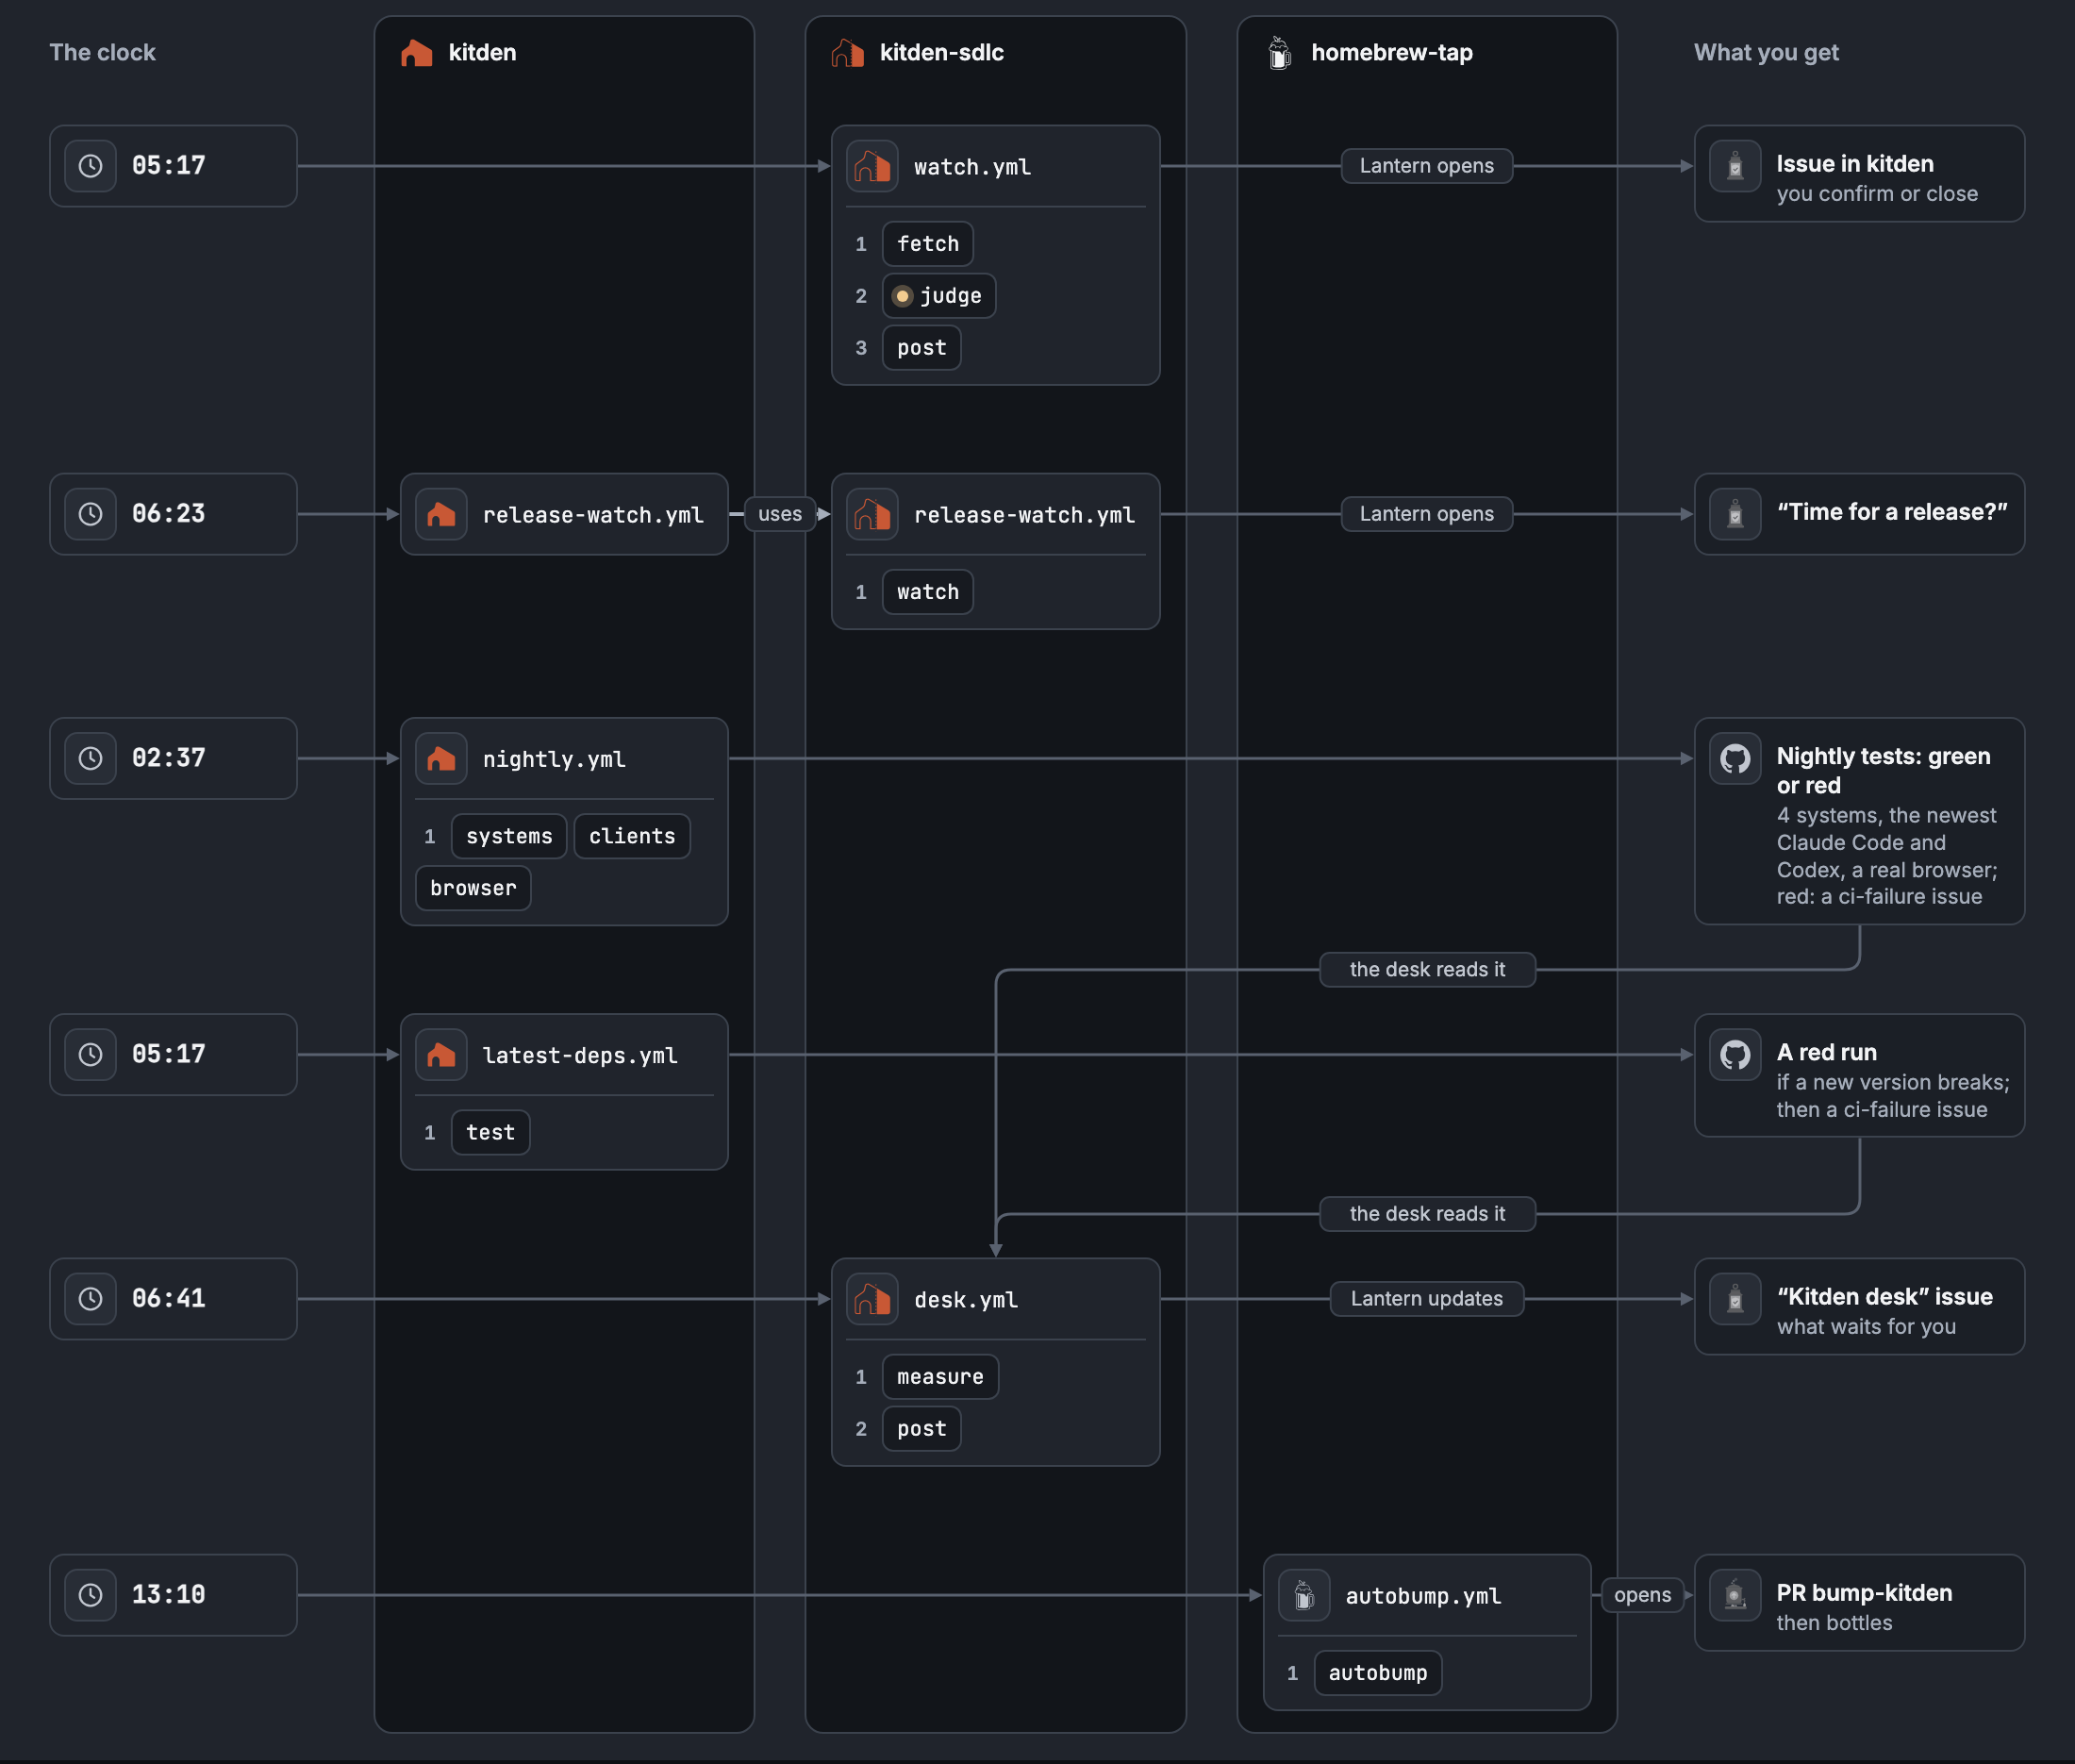 The clock
kitden
kitden-sdlc
homebrew-tap
What you get
05:17
watch.yml
Lantern opens
Issue in kitden
you confirm or close
1 fetch
2 judge
3 post
06:23
release-watch.yml
uses
release-watch.yml
Lantern opens
“Time for a release?”
1 watch
02:37
nightly.yml
Nightly tests: green
or red
4 systems, the newest
Claude Code and
Codex, a real browser;
red: a ci-failure issue
1 systems clients
browser
the desk reads it
05:17
latest-deps.yml
A red run
if a new version breaks;
then a ci-failure issue
1 test
the desk reads it
06:41
desk.yml
Lantern updates
“Kitden desk” issue
what waits for you
1 measure
2 post
13:10
autobump.yml
opens
PR bump-kitden
then bottles
1 autobump